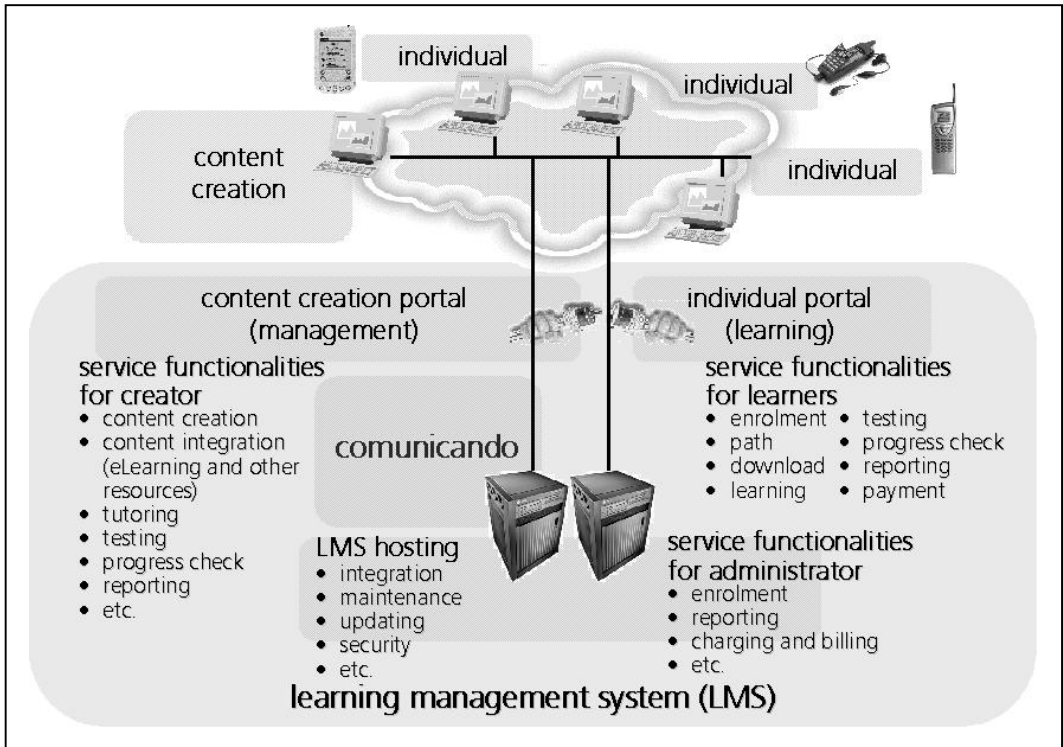 individual
individual
individual
content
creation
content creation portal
(management)
individual portal
(learning)
service functionalities
for creator
• content creation
• content integration
(eLearning and other
resources)
• tutoring
• testing
• progress check
• reporting
• etc.
comunicando
service functionalities
for learners
• enrolment
• path
• download
• learning
• testing
• progress check
• reporting
• payment
LMS hosting
• integration
• maintenance
• updating
• security
• etc.
service functionalities
for administrator
• enrolment
• reporting
• charging and billing
• etc.
learning management system (LMS)